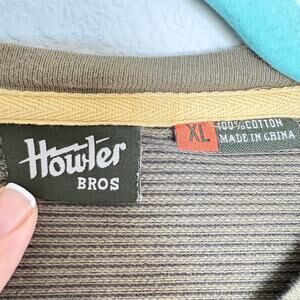 Howler
BROS
XL
100% COTTON
MADE IN CHINA